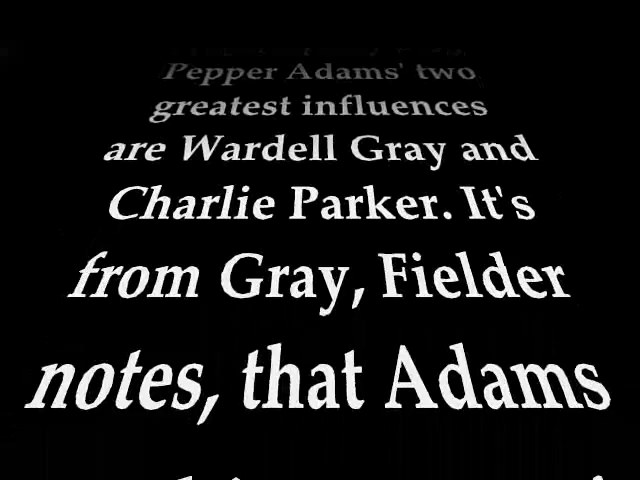 Pepper Adams' two
greatest influences
are Wardell Gray and
Charlie Parker. It's
from Gray, Fielder
notes, that Adams